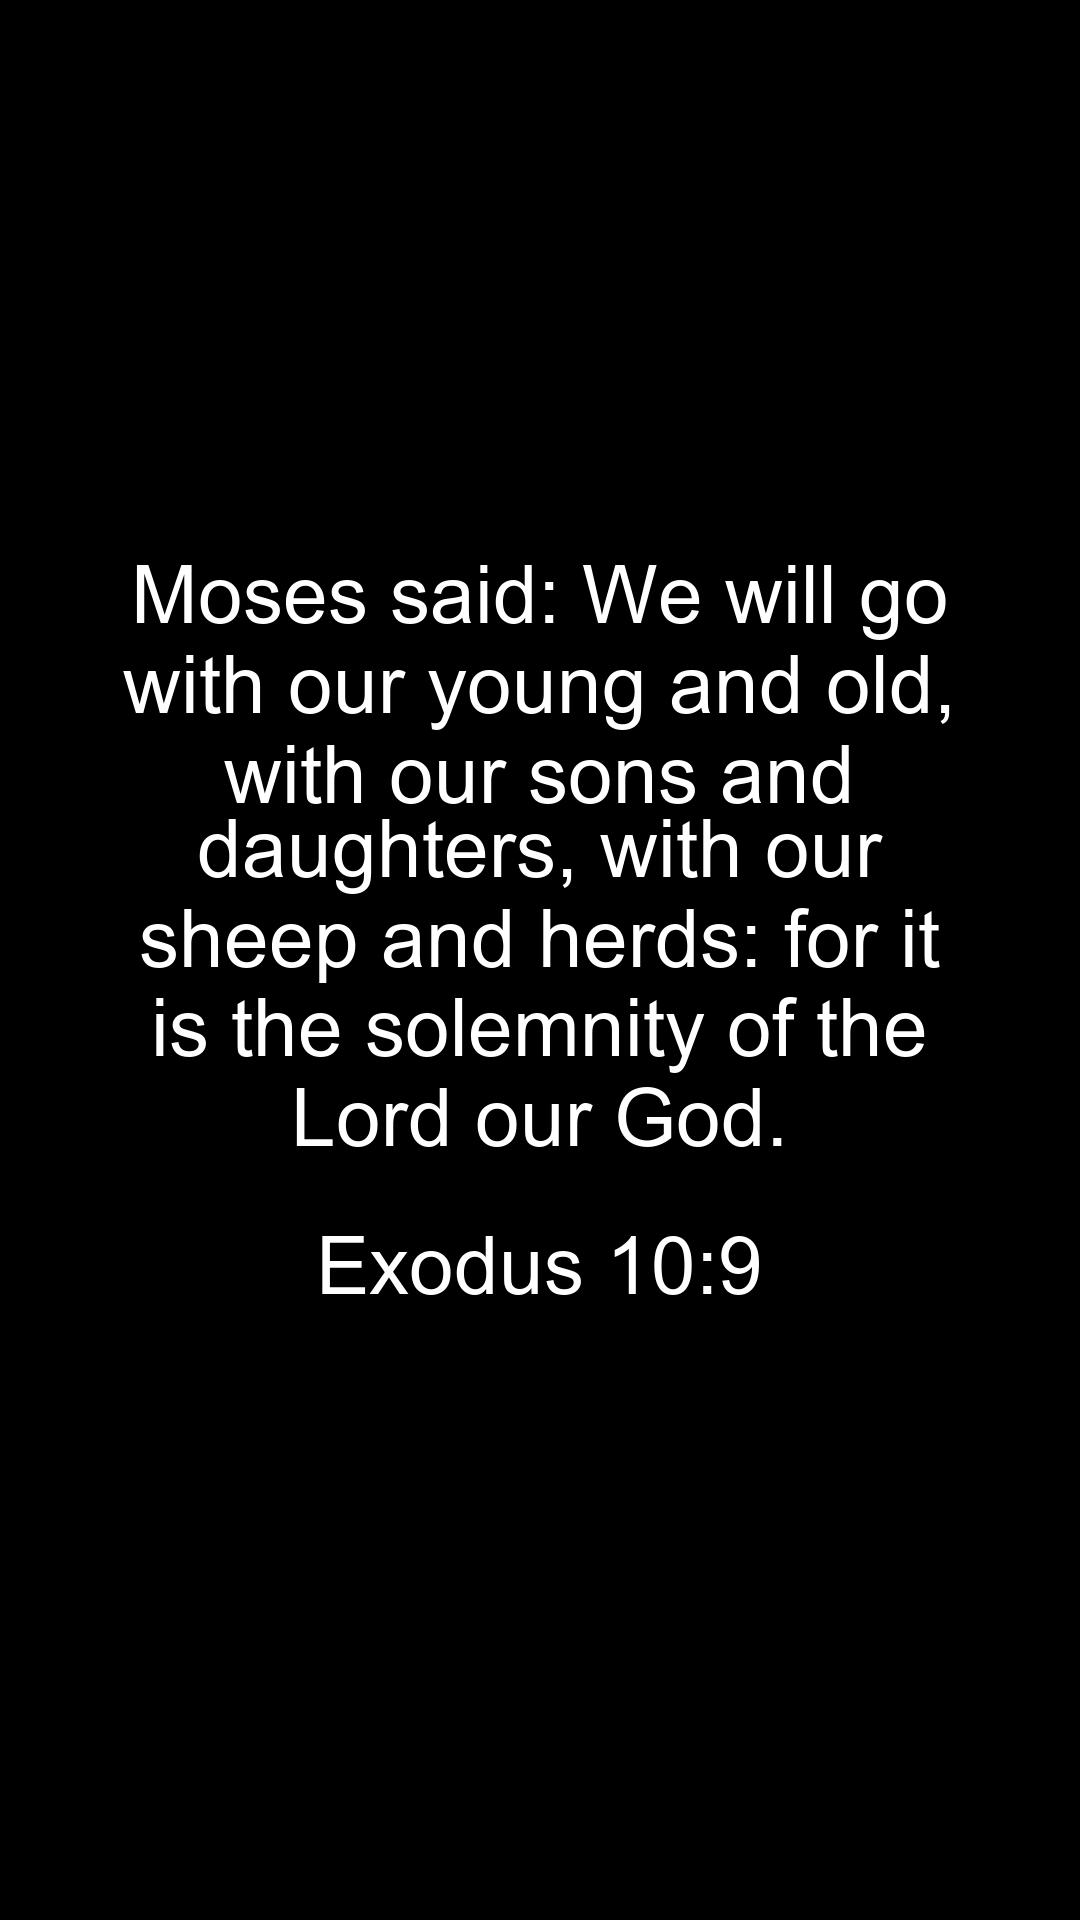 Moses said: We will go
with our young and old,
with our sons and
daughters, with our
sheep and herds: for it
is the solemnity of the
Lord our God.
Exodus 10:9